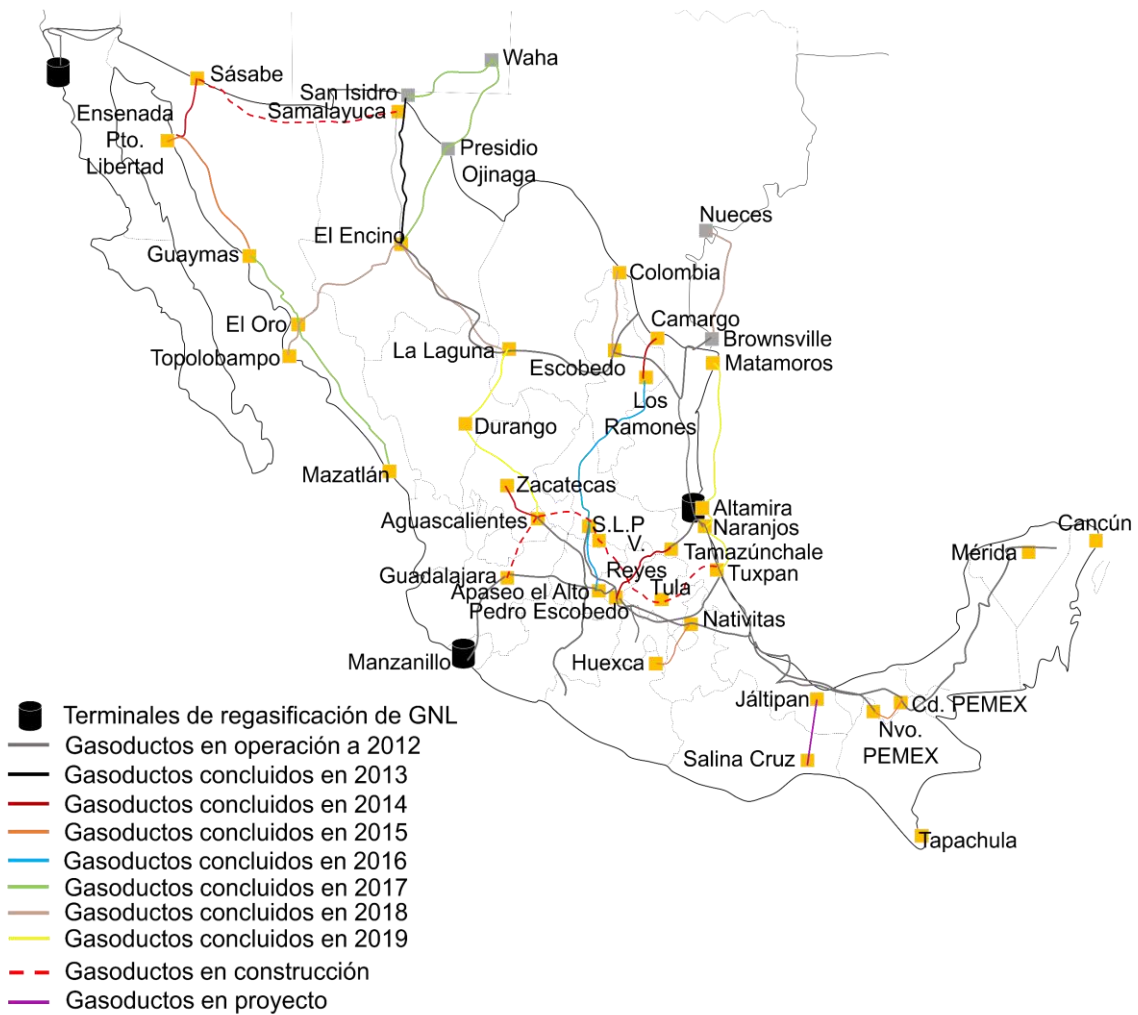 Waha
Sásabe
San Isidro
Samalayuca
Ensenada
Pto.
Libertad
Presidio
Ojinaga
Nueces
El Encino
Guaymas
Colombia
El Oro
Camargo
Brownsville
Topolobampo
La Laguna
Escobedo
Matamoros
Los
Ramones
Durango
Mazatlán
Zacatecas
Altamira
Aguascalientes
S.L.P
Naranjos
Cancún
V.
Reyes
Tamazúnchale
Mérida
Guadalajara
Tuxpan
Apaseo el Alto
Tula
Pedro Escobedo
Nativitas
Manzanillo
Huexca
Jáltipan
Cd. PEMEX
Nvo.
PEMEX
Salina Cruz
Tapachula
Terminales de regasificación de GNL
Gasoductos en operación a 2012
Gasoductos concluidos en 2013
Gasoductos concluidos en 2014
Gasoductos concluidos en 2015
Gasoductos concluidos en 2016
Gasoductos concluidos en 2017
Gasoductos concluidos en 2018
Gasoductos concluidos en 2019
Gasoductos en construcción
Gasoductos en proyecto